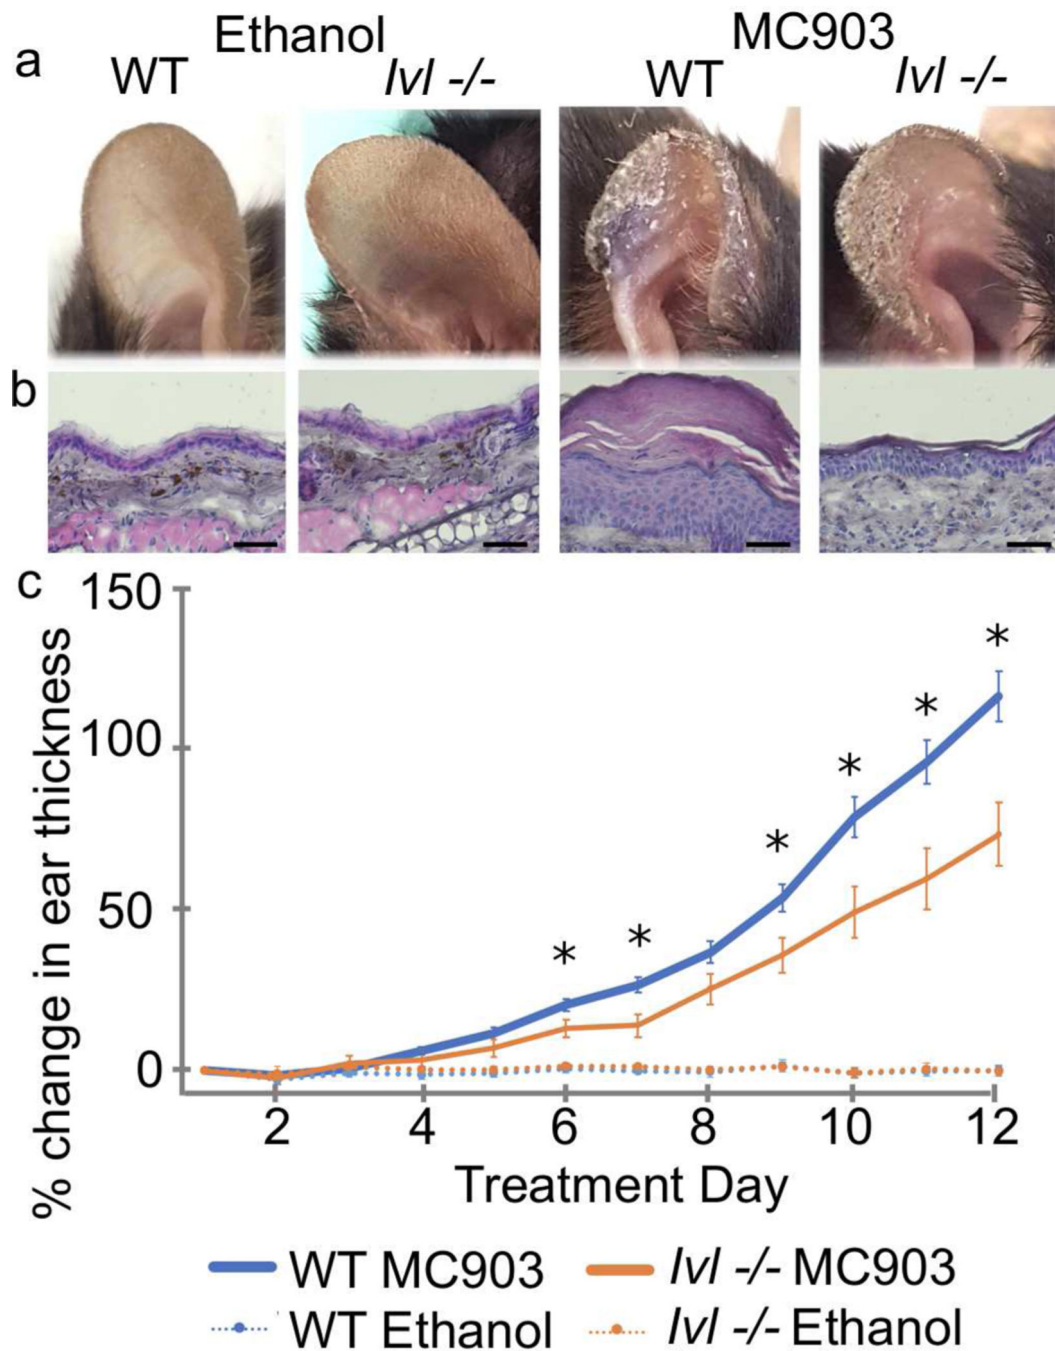 Ethanol MC903
a WT Ivl -/- WT Ivl -/-
b
c
150
100
50
0
% change in ear thickness
* * * * * *
2 4 6 8 10 12
Treatment Day
WT MC903 Ivl -/- MC903
WT Ethanol Ivl -/- Ethanol